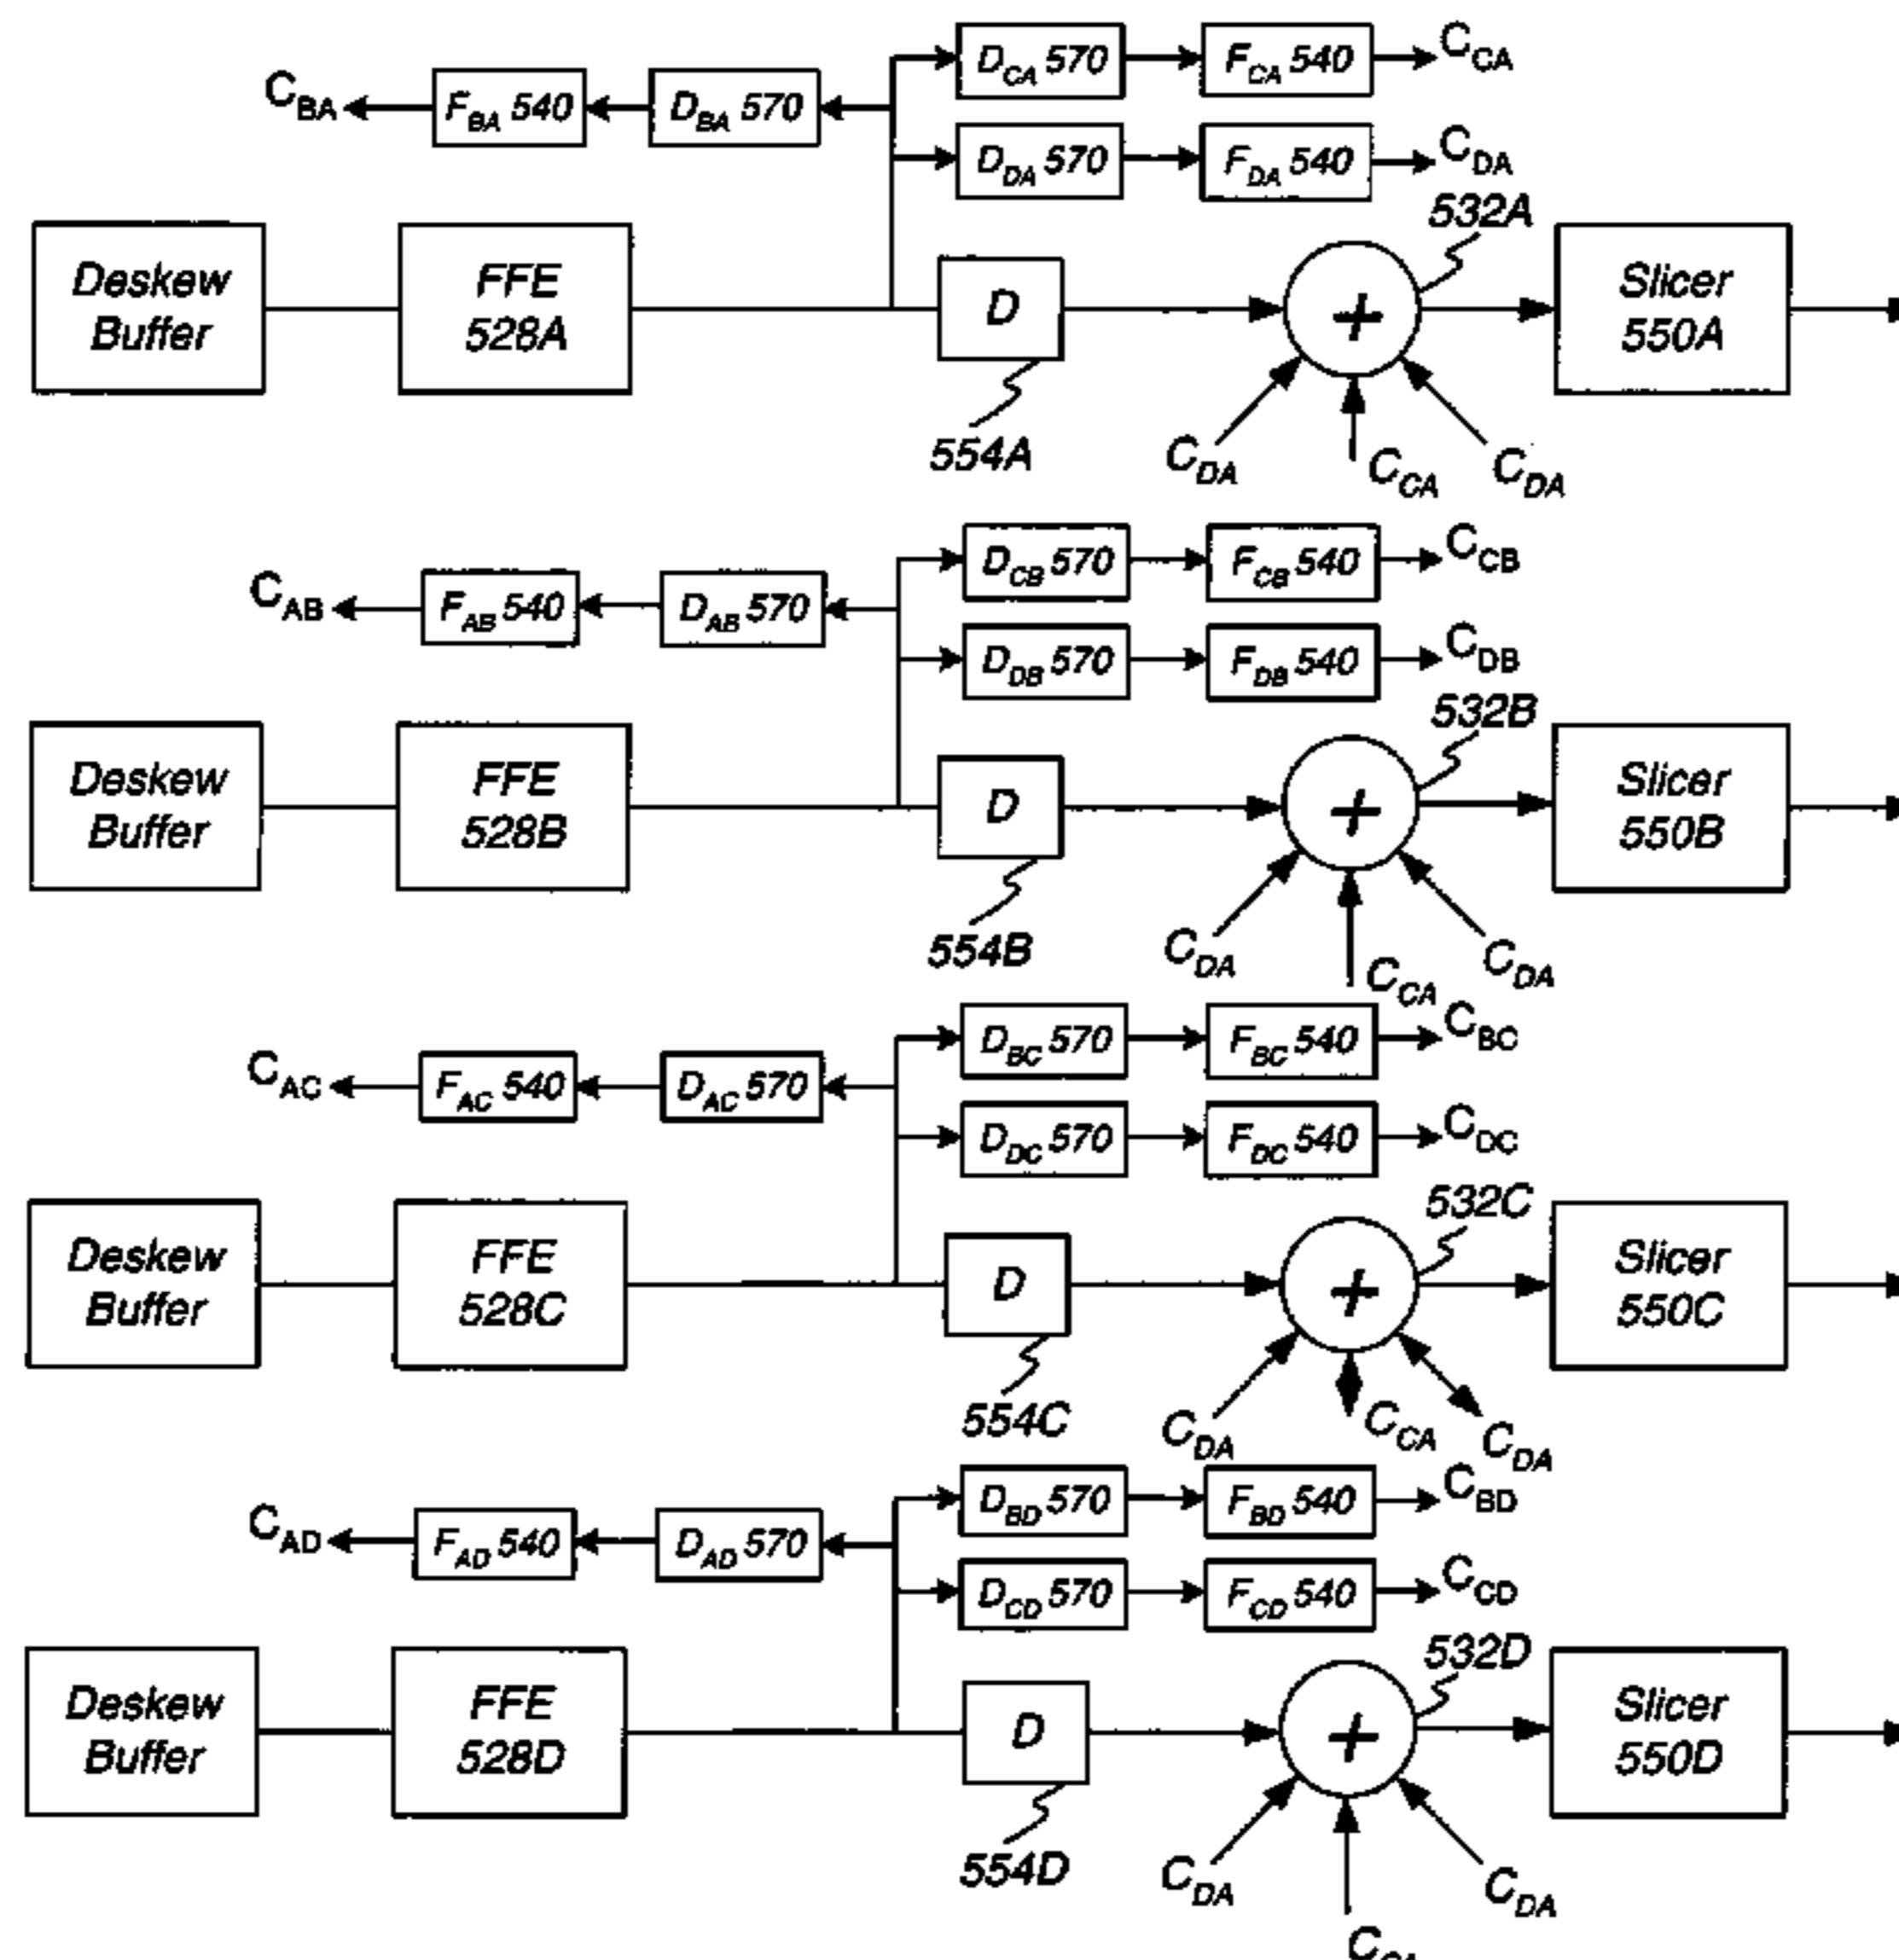 C_CA
D_CA 570
F_CA 540
C_BA
F_BA 540
D_BA 570
D_DA 570
F_DA 540
C_DA
532A
Deskew
Buffer
FFE
528A
D
+
Slicer
550A
554A
C_DA
C_CA
C_DA
D_CB 570
F_CB 540
C_CB
C_AB
F_AB 540
D_AB 570
D_DB 570
F_DB 540
C_DB
532B
Deskew
Buffer
FFE
528B
D
+
Slicer
550B
554B
C_DA
C_CA
C_DA
D_BC 570
F_BC 540
C_BC
C_AC
F_AC 540
D_AC 570
D_DC 570
F_DC 540
C_DC
532C
Deskew
Buffer
FFE
528C
D
+
Slicer
550C
554C
C_DA
C_CA
C_DA
D_BD 570
F_BD 540
C_BD
C_AD
F_AD 540
D_AD 570
D_CD 570
F_CD 540
C_CD
532D
Deskew
Buffer
FFE
528D
D
+
Slicer
550D
554D
C_DA
C_DA